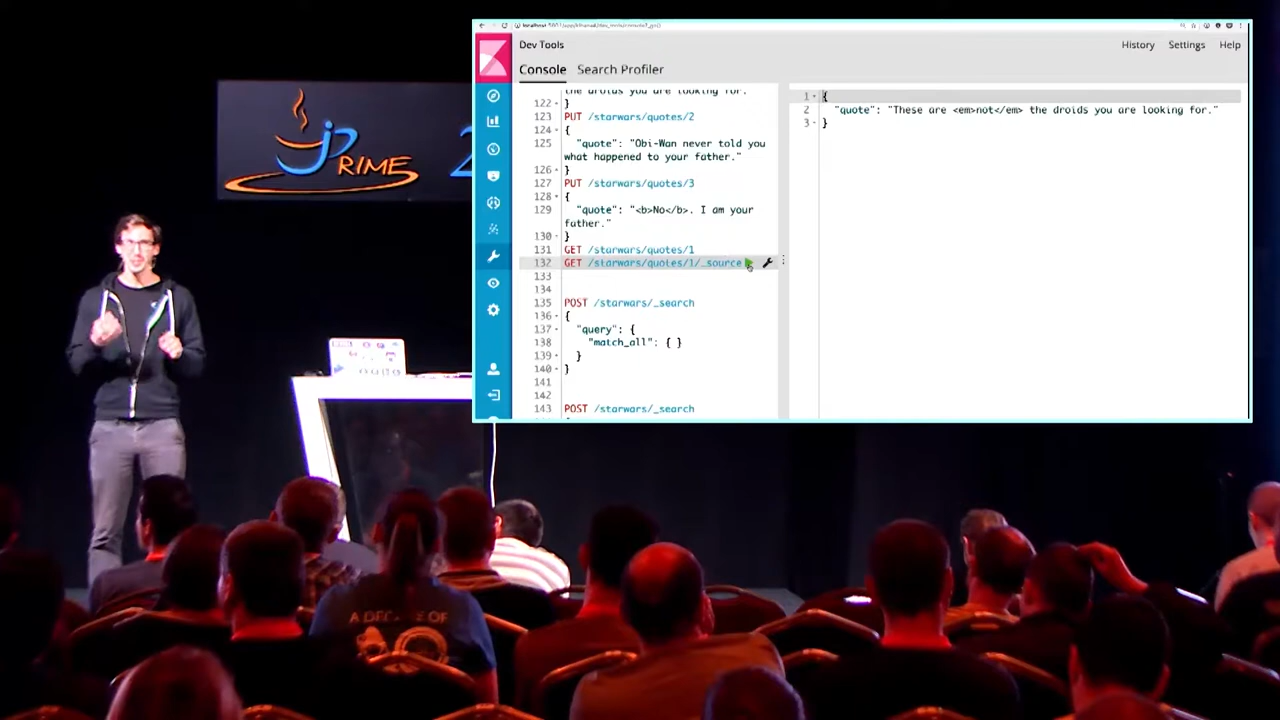 Dev Tools
History Settings Help
Console Search Profiler
122 }
123 PUT /starwars/quotes/2
124 {
125 "quote": "Obi-Wan never told you
what happened to your father."
126 }
127 PUT /starwars/quotes/3
128 {
129 "quote": "<b>No</b>. I am your
father."
130 }
131 GET /starwars/quotes/1
132 GET /starwars/quotes/1/_source
133
134
135 POST /starwars/_search
136 {
137 "query": {
138 "match_all": { }
139 }
140 }
141
142
143 POST /starwars/_search
1 {
2 "quote": "These are <em>not</em> the droids you are looking for."
3 }
jPRIME 2
A DECADE OF